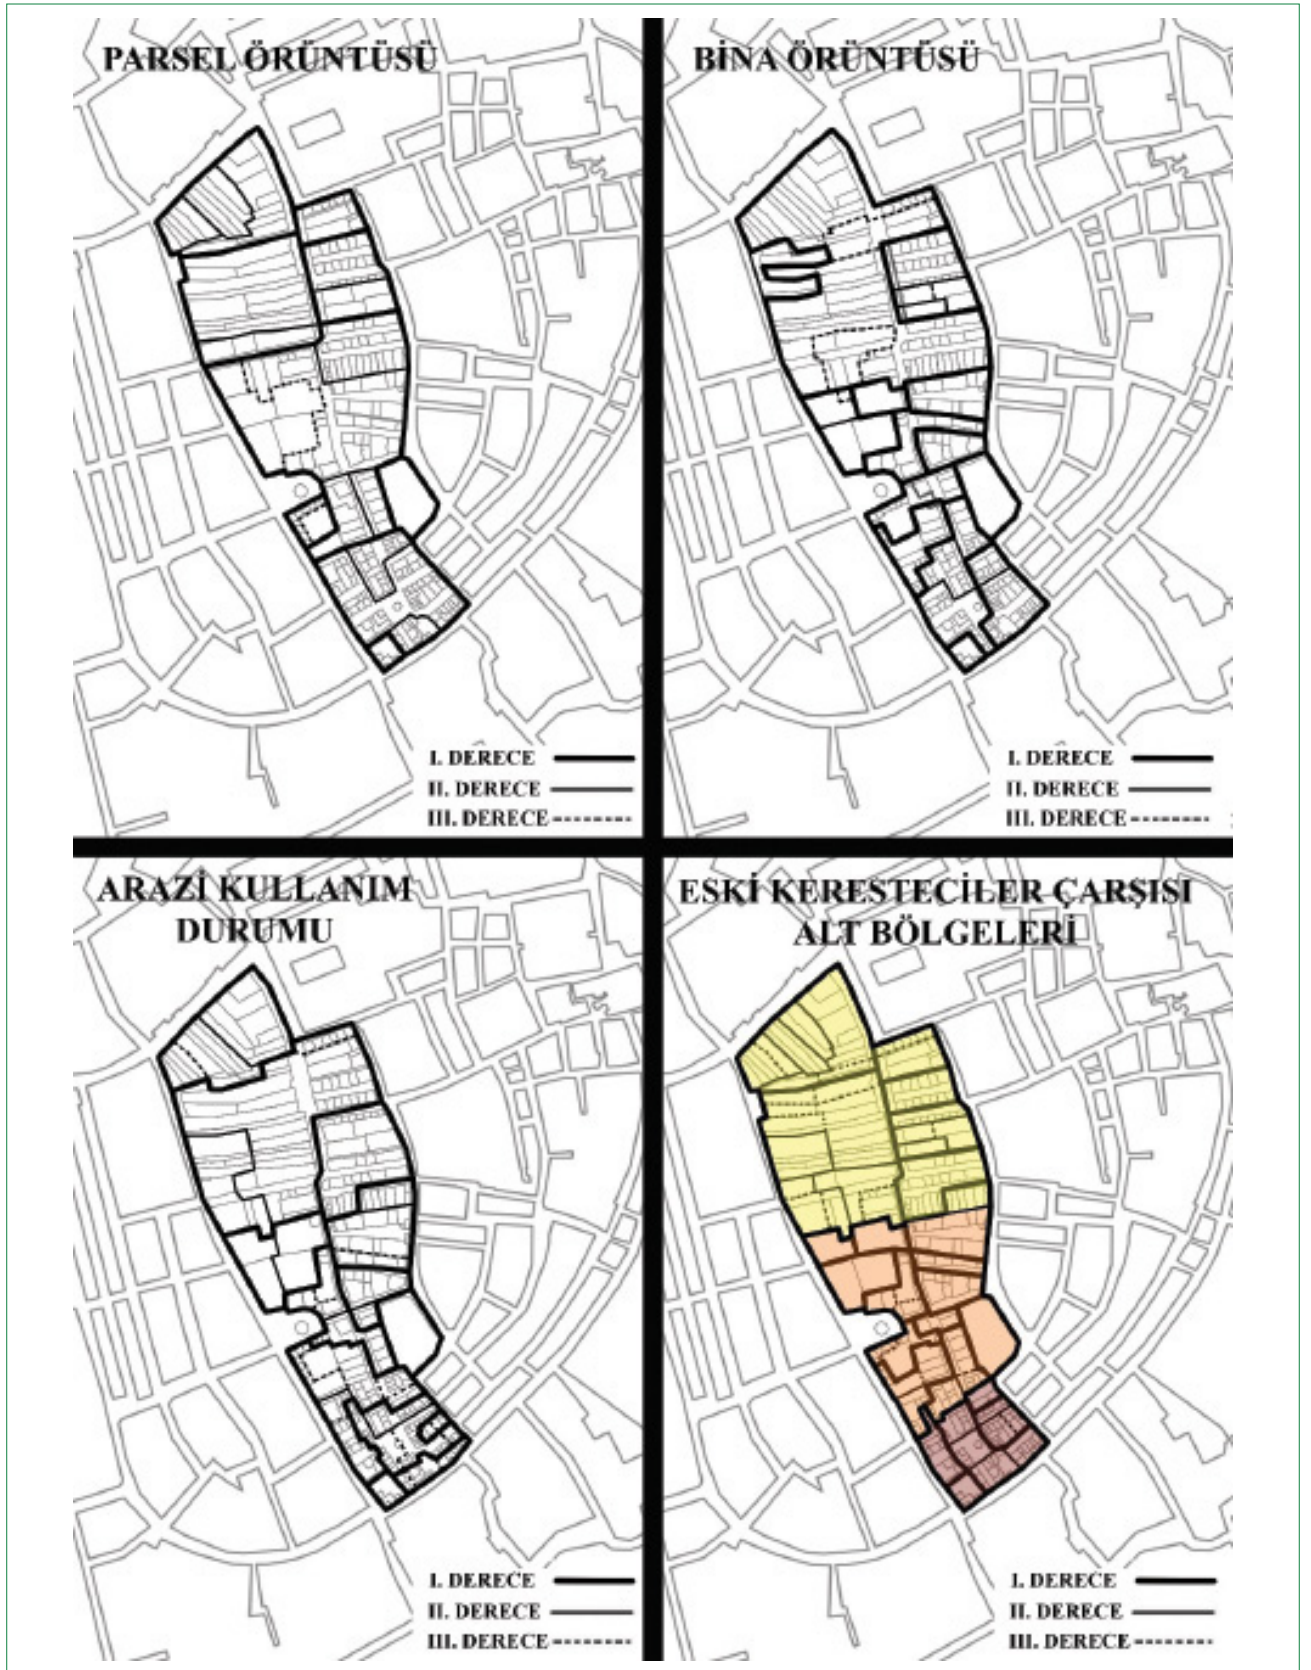 PARSEL ÖRÜNTÜSÜ
I. DERECE
II. DERECE
III. DERECE
BİNA ÖRÜNTÜSÜ
I. DERECE
II. DERECE
III. DERECE
ARAZİ KULLANIM
DURUMU
I. DERECE
II. DERECE
III. DERECE
ESKİ KERESTECİLER ÇARŞISI
ALT BÖLGELERİ
I. DERECE
II. DERECE
III. DERECE